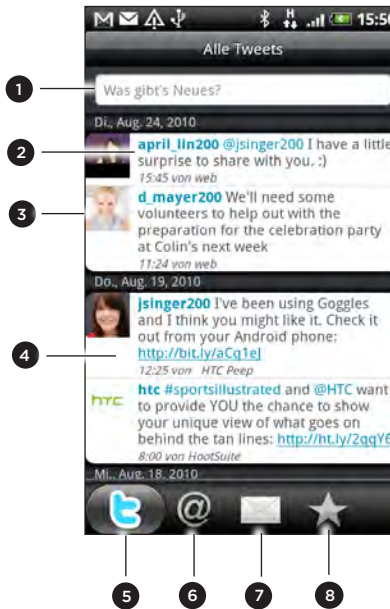 H
15:50
Alle Tweets
1
Was gibt's Neues?
Di., Aug. 24, 2010
2
april_lin200 @jsinger200 I have a little
surprise to share with you. :)
15:45 von web
3
d_mayer200 We'll need some
volunteers to help out with the
preparation for the celebration party
at Colin's next week
11:24 von web
Do., Aug. 19, 2010
jsinger200 I've been using Goggles
and I think you might like it. Check it
out from your Android phone:
4
http://bit.ly/aCq1eJ
12:25 von HTC Peep
hTC
htc #sportsillustrated and @HTC want
to provide YOU the chance to show
your unique view of what goes on
behind the tan lines: http://ht.ly/2qqY6
8:00 von HootSuite
Mi., Aug. 18, 2010
@
5
6
7
8